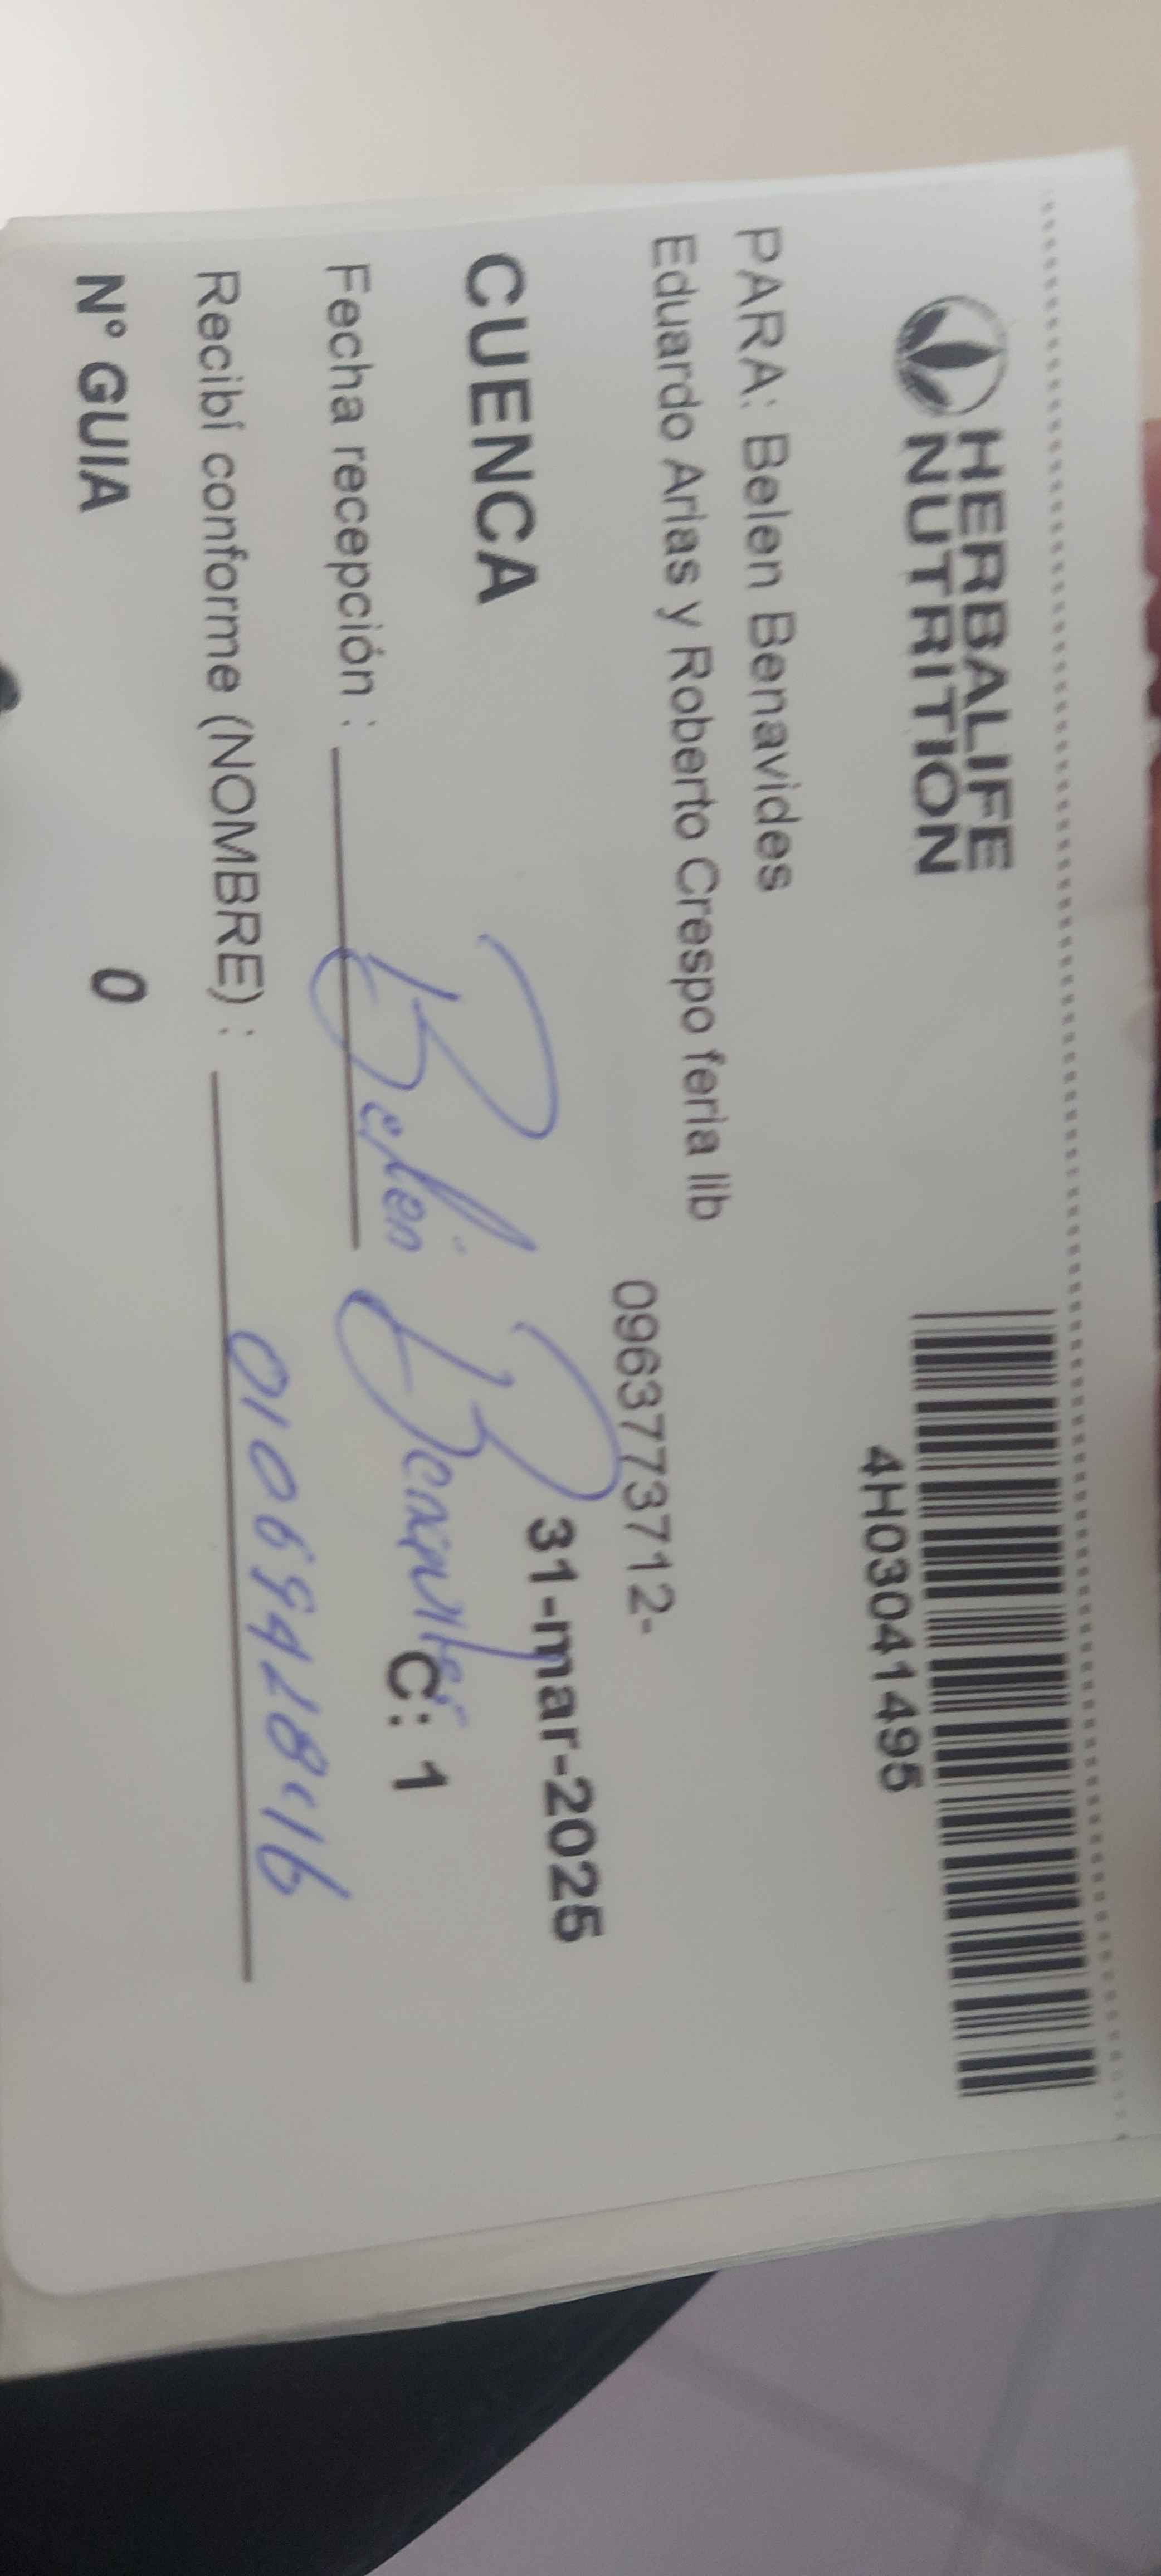 HERBALIFE
NUTRITION
4H03041495
PARA: Belen Benavides
Eduardo Arias y Roberto Crespo feria lib
0963773712-
CUENCA
31-mar-2025
Fecha recepción :
Belén Benavides
C: 1
Recibí conforme (NOMBRE) :
N° GUIA
0